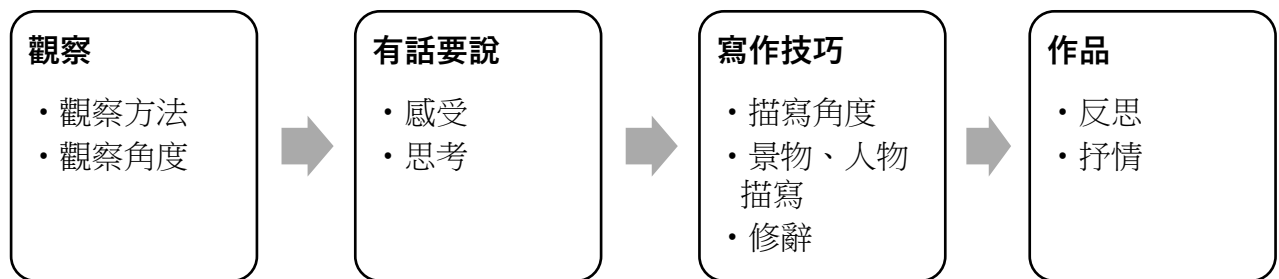 觀察
・觀察方法
・觀察角度
有話要說
・感受
・思考
寫作技巧
・描寫角度
・景物、人物
描寫
・修辭
作品
・反思
・抒情